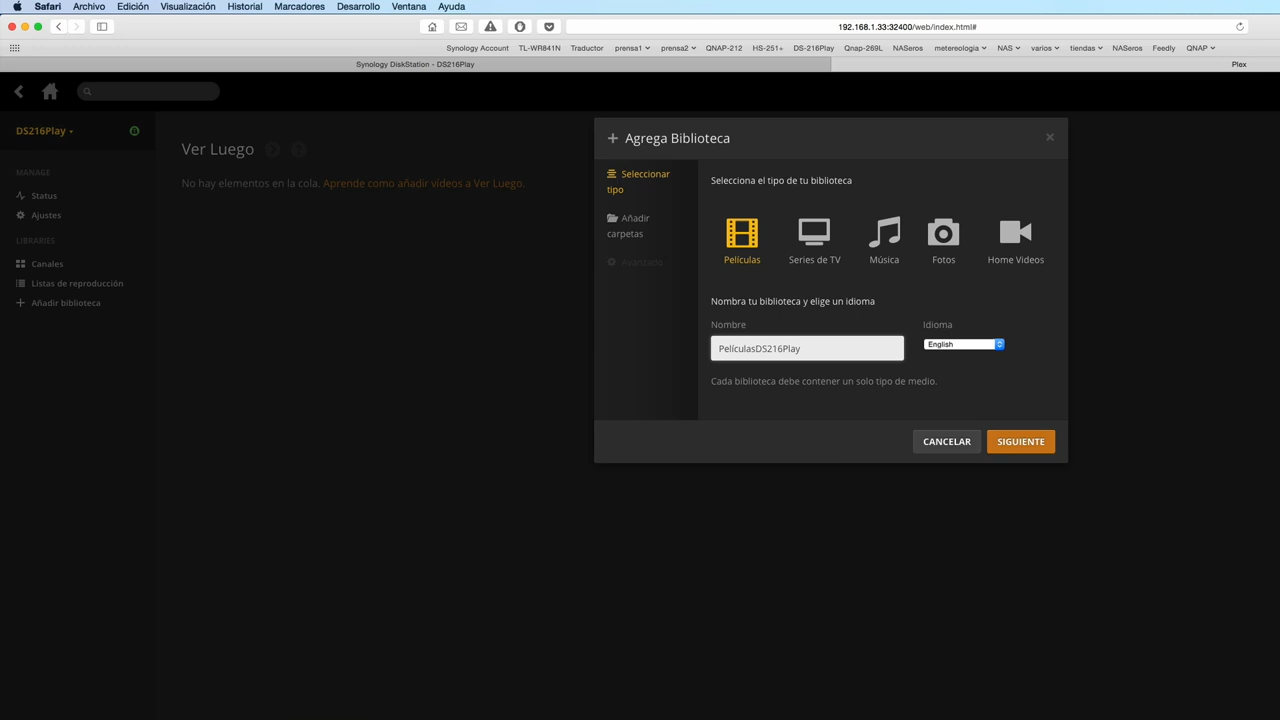 Safari Archivo Edición Visualización Historial Marcadores Desarrollo Ventana Ayuda
192.168.1.33:32400/web/index.html#
Synology Account TL-WR841N Traductor prensa1 prensa2 QNAP-212 HS-251+ DS-216Play Qnap-269L NASeros metereologia NAS varios tiendas NASeros Feedly QNAP
Synology DiskStation - DS216Play Plex
DS216Play
MANAGE
Status
Ajustes
LIBRARIES
Canales
Listas de reproducción
Añadir biblioteca
Ver Luego
No hay elementos en la cola. Aprende como añadir vídeos a Ver Luego.
Agrega Biblioteca
Seleccionar
tipo
Añadir
carpetas
Avanzado
Selecciona el tipo de tu biblioteca
Películas Series de TV Música Fotos Home Videos
Nombra tu biblioteca y elige un idioma
Nombre Idioma
PelículasDS216Play English
Cada biblioteca debe contener un solo tipo de medio.
CANCELAR SIGUIENTE